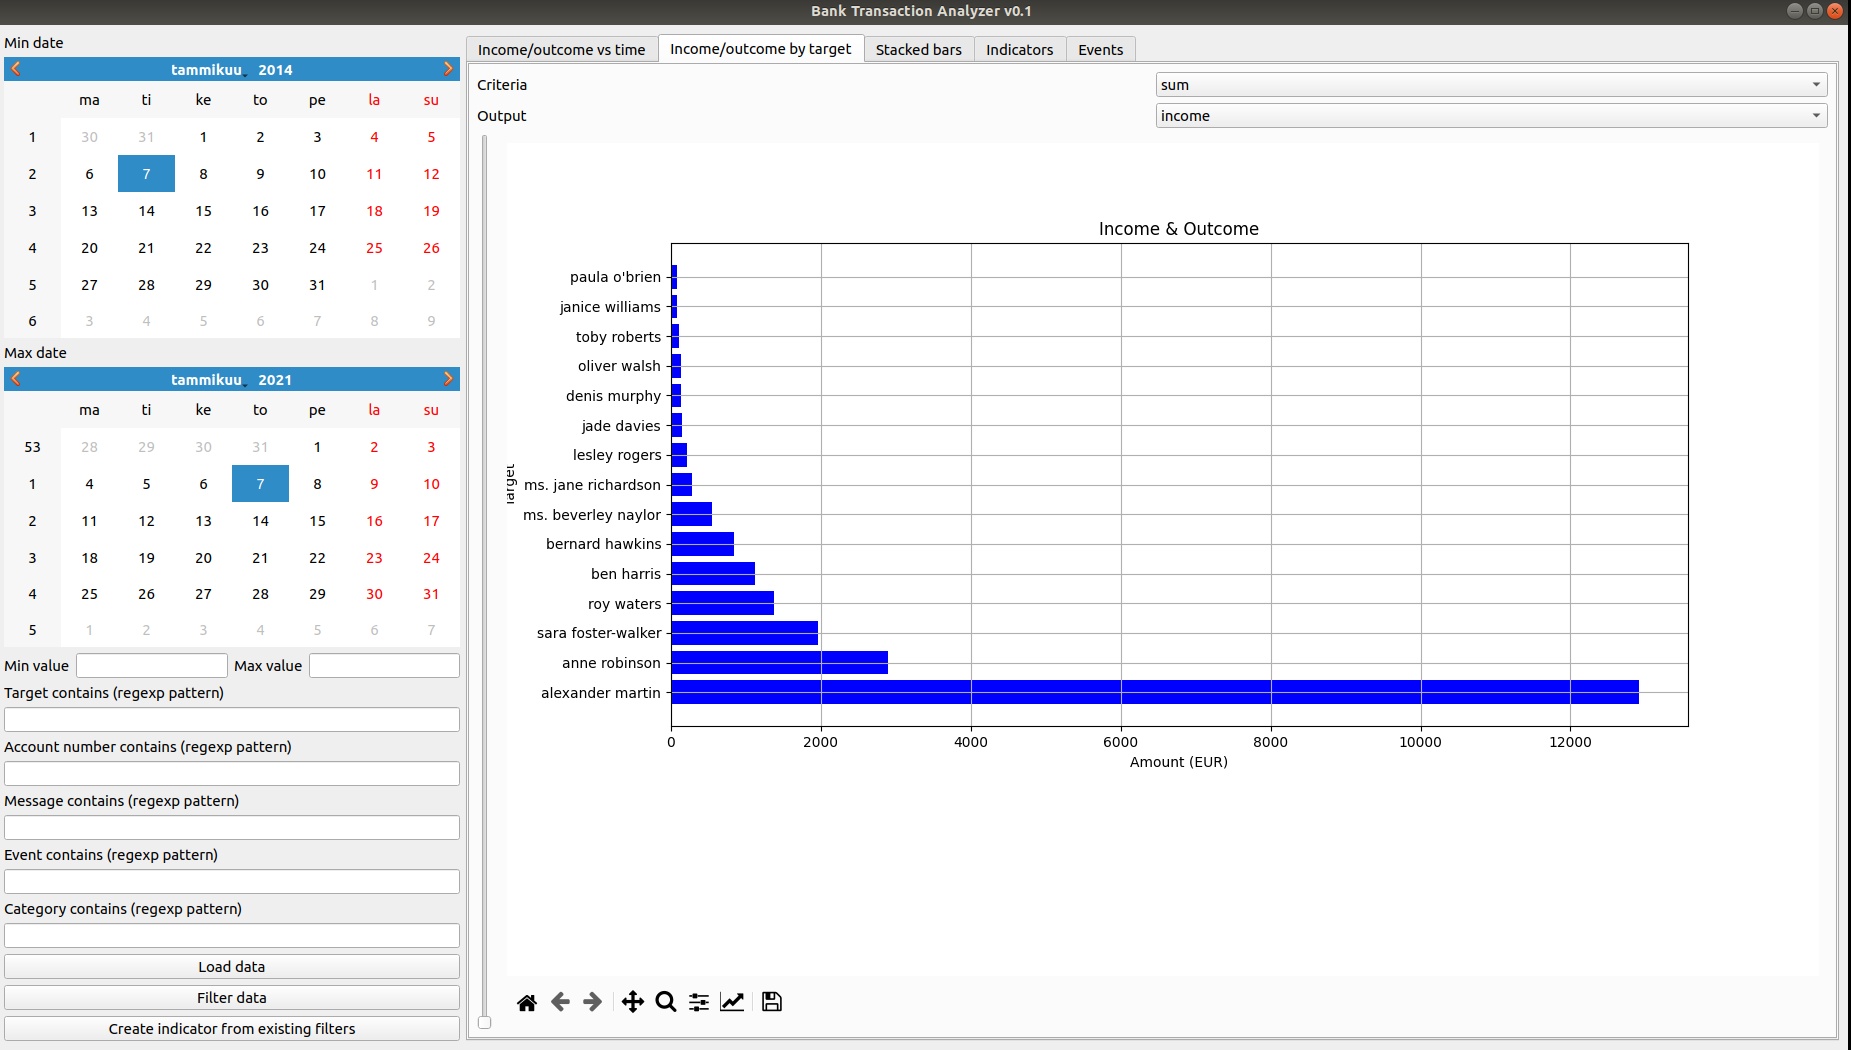 Bank Transaction Analyzer v0.1
Min date
tammikuu 2014
ma ti ke to pe la su
1 30 31 1 2 3 4 5
2 6 7 8 9 10 11 12
3 13 14 15 16 17 18 19
4 20 21 22 23 24 25 26
5 27 28 29 30 31 1 2
6 3 4 5 6 7 8 9
Max date
tammikuu 2021
ma ti ke to pe la su
53 28 29 30 31 1 2 3
1 4 5 6 7 8 9 10
2 11 12 13 14 15 16 17
3 18 19 20 21 22 23 24
4 25 26 27 28 29 30 31
5 1 2 3 4 5 6 7
Min value Max value
Target contains (regexp pattern)
Account number contains (regexp pattern)
Message contains (regexp pattern)
Event contains (regexp pattern)
Category contains (regexp pattern)
Load data
Filter data
Create indicator from existing filters
Income/outcome vs time Income/outcome by target Stacked bars Indicators Events
Criteria sum
Output income
Income & Outcome
Target
paula o'brien
janice williams
toby roberts
oliver walsh
denis murphy
jade davies
lesley rogers
ms. jane richardson
ms. beverley naylor
bernard hawkins
ben harris
roy waters
sara foster-walker
anne robinson
alexander martin
0 2000 4000 6000 8000 10000 12000
Amount (EUR)